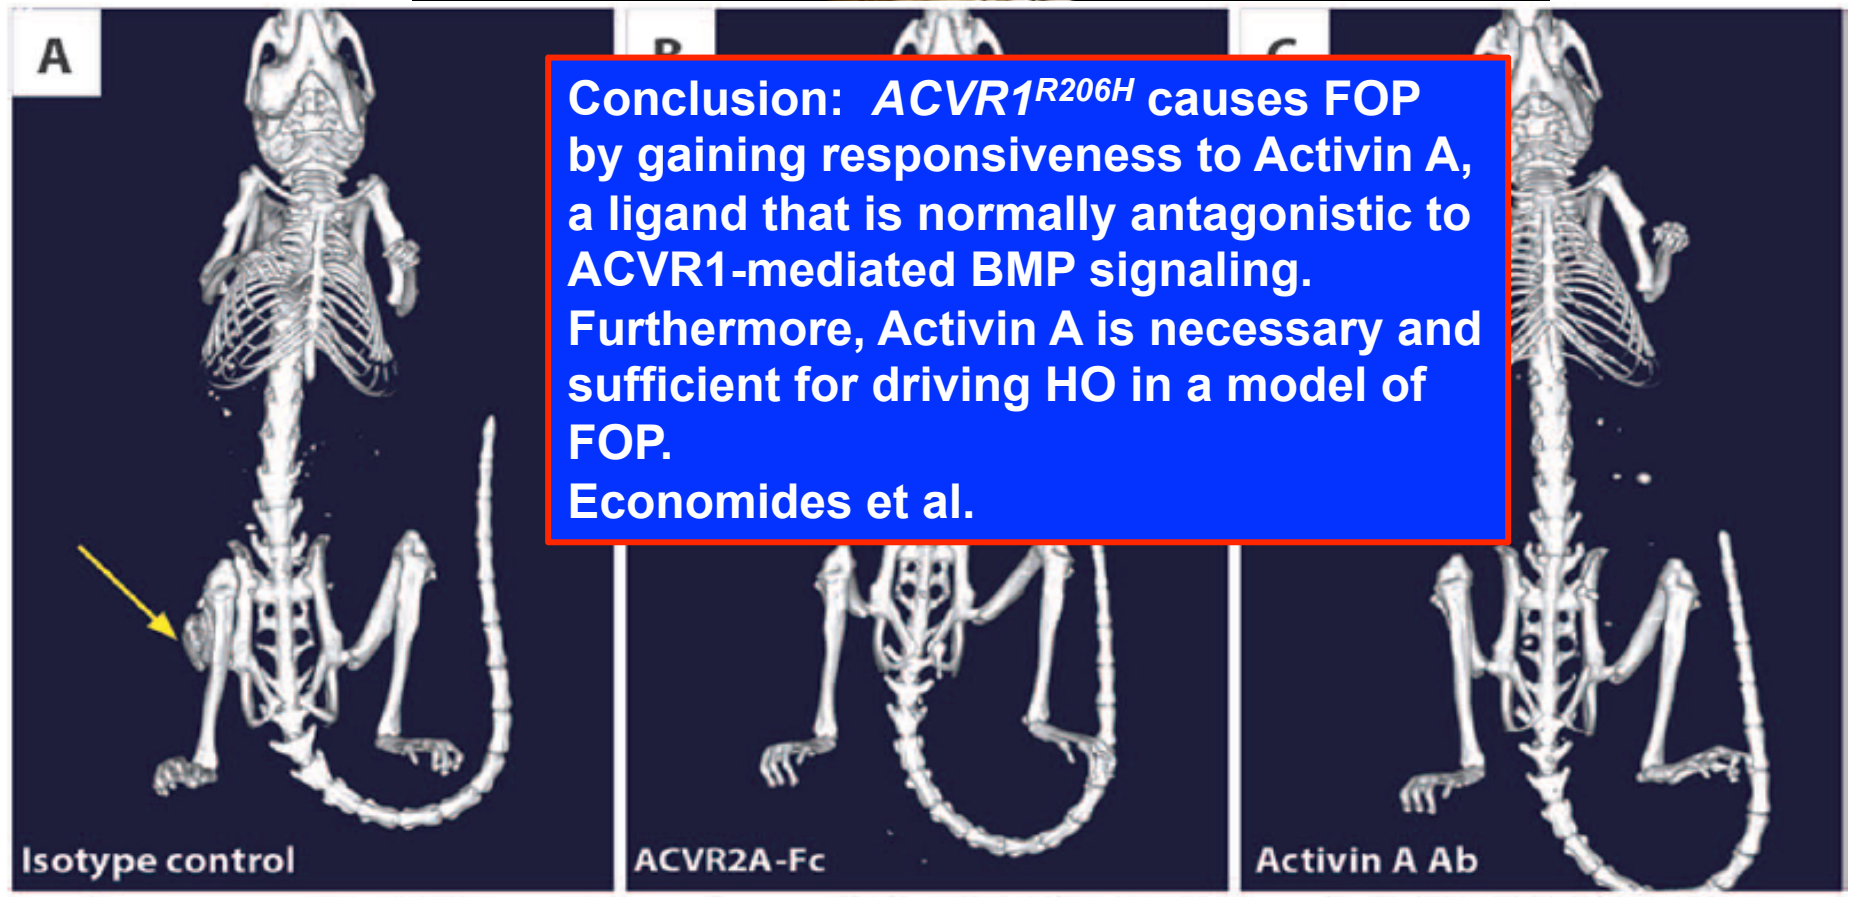 A
B
C
Conclusion: ACVR1R206H causes FOP
by gaining responsiveness to Activin A,
a ligand that is normally antagonistic to
ACVR1-mediated BMP signaling.
Furthermore, Activin A is necessary and
sufficient for driving HO in a model of
FOP.
Economides et al.
Isotype control
ACVR2A-Fc
Activin A Ab